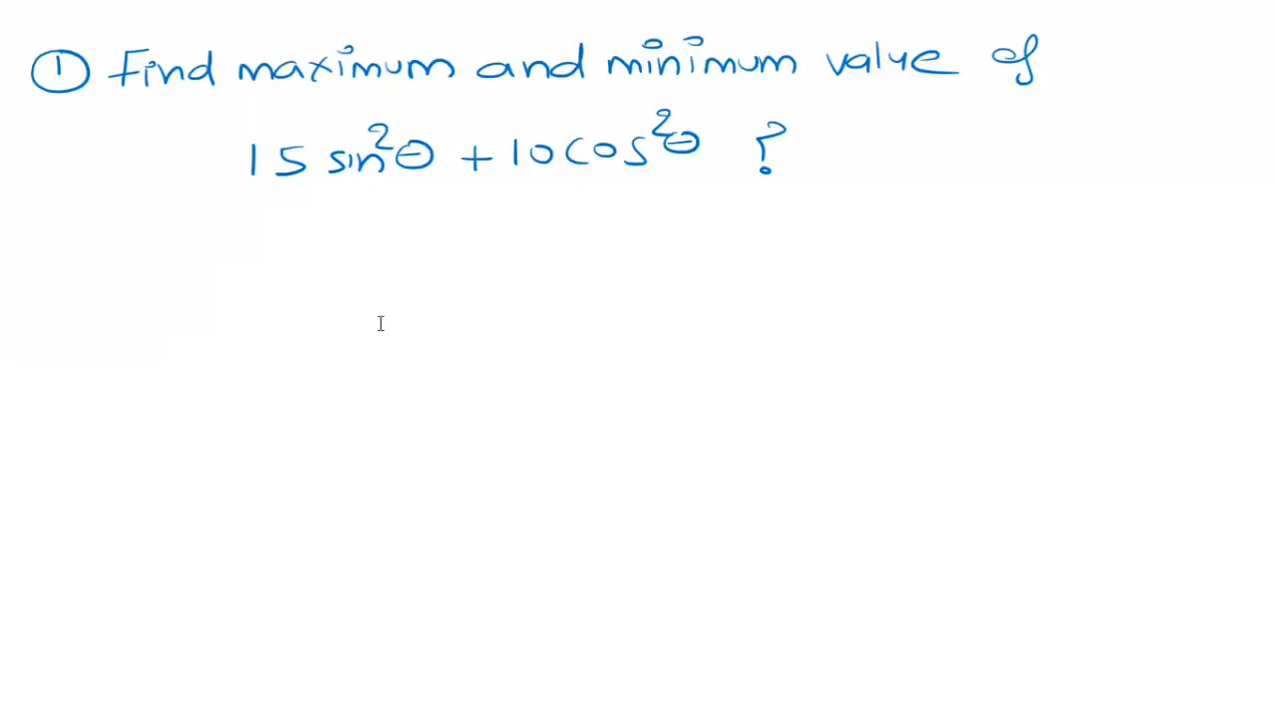 ① Find maximum and minimum value of
15 sin²θ + 10cos²θ ?